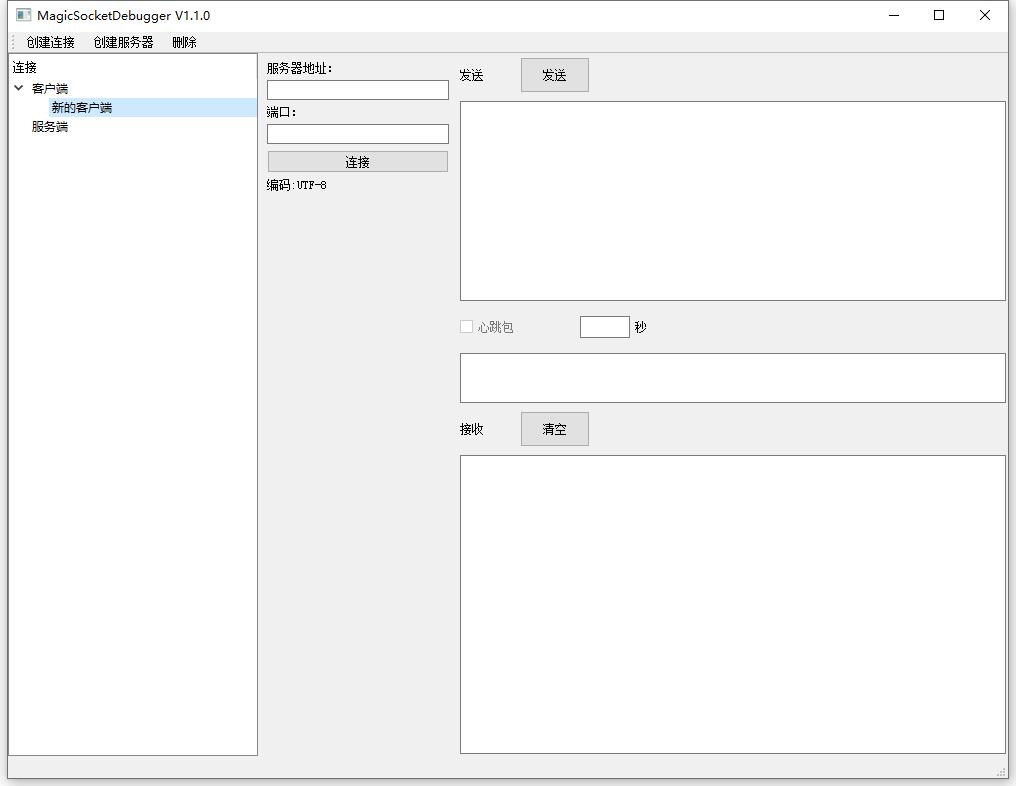 MagicSocketDebugger V1.1.0
创建连接 创建服务器 删除
连接
客户端
新的客户端
服务端
服务器地址:
端口:
连接
编码:UTF-8
发送 发送
心跳包 秒
接收 清空